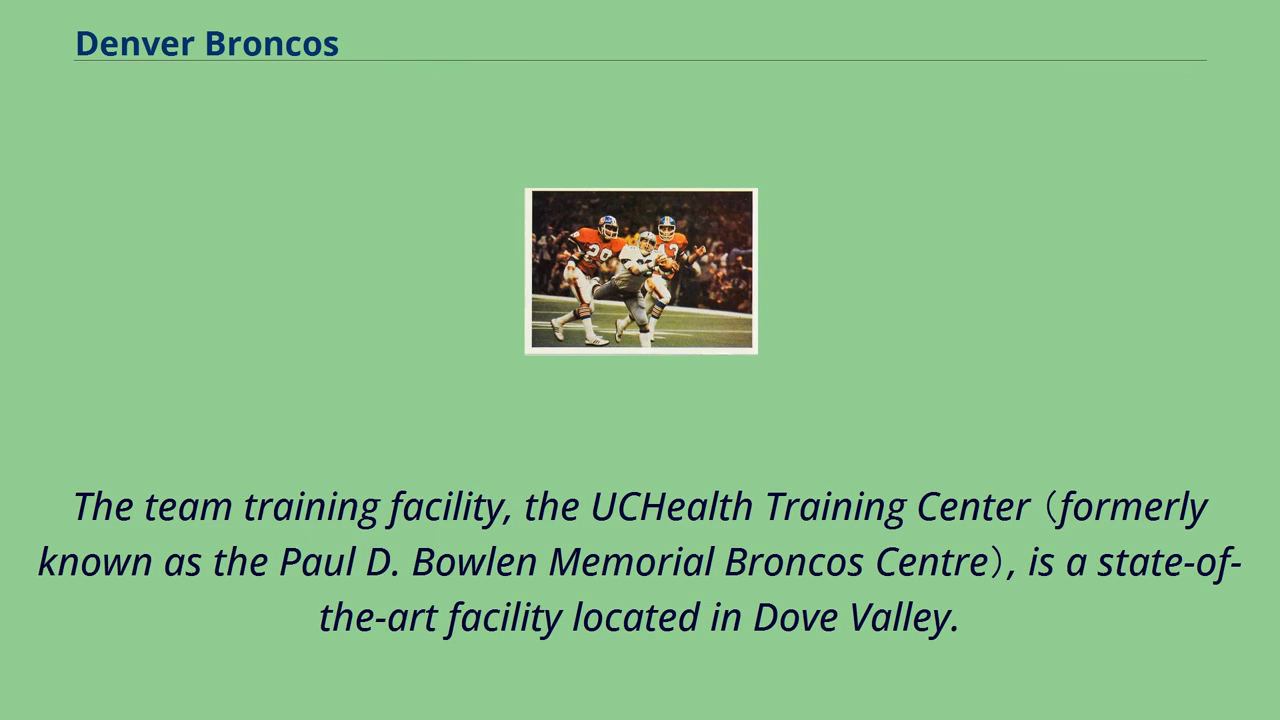 Denver Broncos
The team training facility, the UCHealth Training Center（formerly
known as the Paul D. Bowlen Memorial Broncos Centre）, is a state-of-
the-art facility located in Dove Valley.